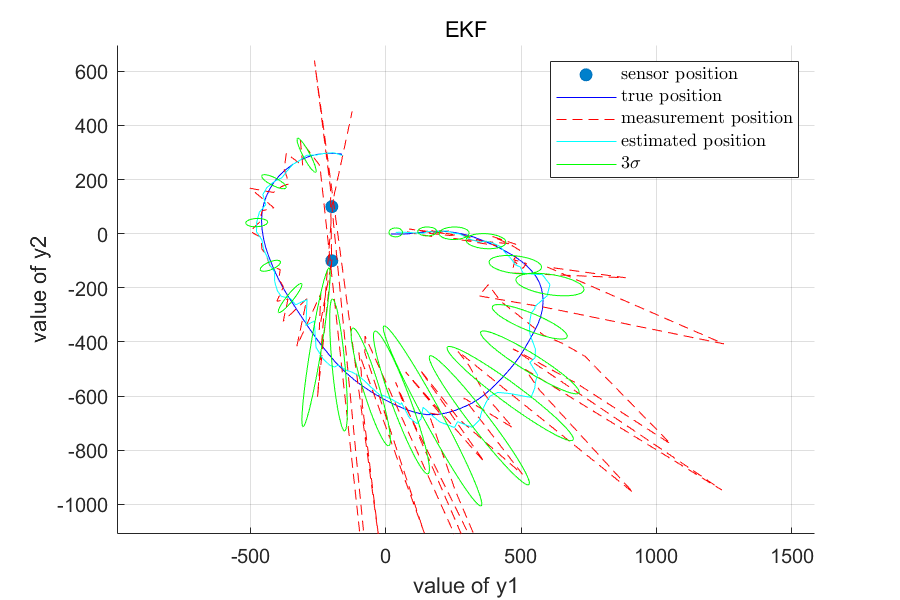 EKF
sensor position
true position
measurement position
estimated position
3σ
600
400
200
0
-200
-400
-600
-800
-1000
value of y2
-500
0
500
1000
1500
value of y1